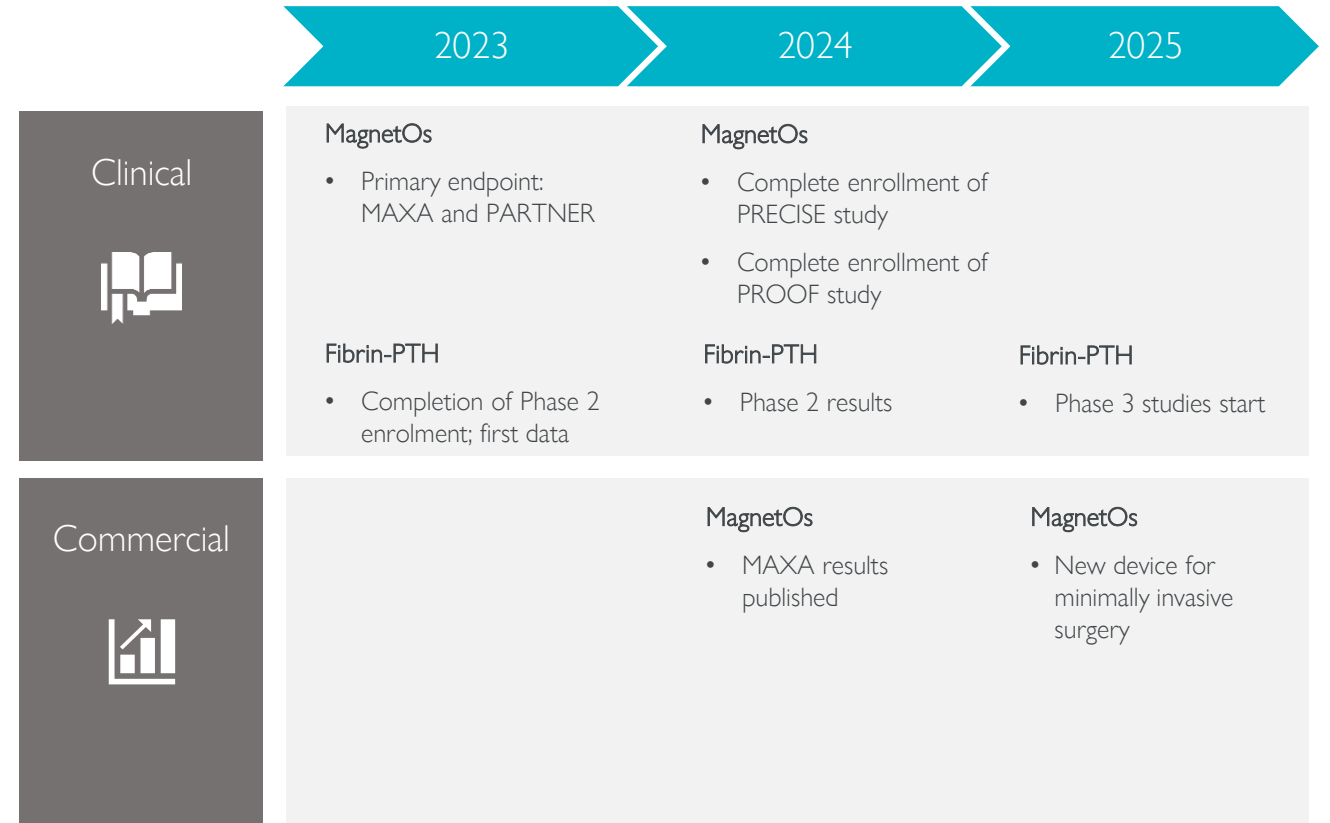 2023
2024
2025
Clinical
MagnetOs
• Primary endpoint:
MAXA and PARTNER
MagnetOs
• Complete enrollment of
PRECISE study
• Complete enrollment of
PROOF study
Fibrin-PTH
• Completion of Phase 2
enrolment; first data
Fibrin-PTH
• Phase 2 results
Fibrin-PTH
• Phase 3 studies start
Commercial
MagnetOs
• MAXA results
published
MagnetOs
• New device for
minimally invasive
surgery